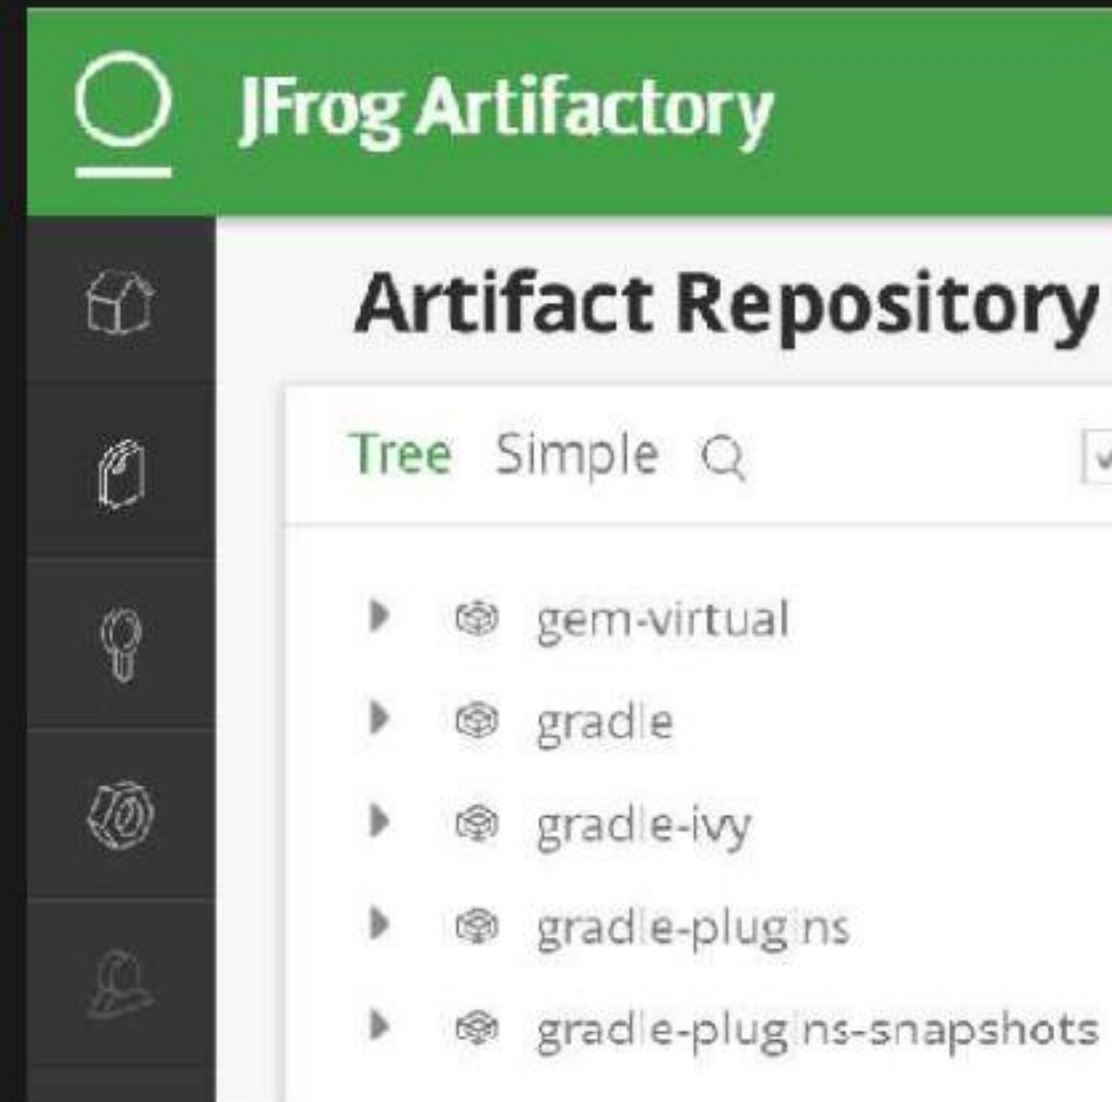 JFrog Artifactory
Artifact Repository
Tree Simple
gem-virtual
gradle
gradle-ivy
gradle-plugins
gradle-plugins-snapshots